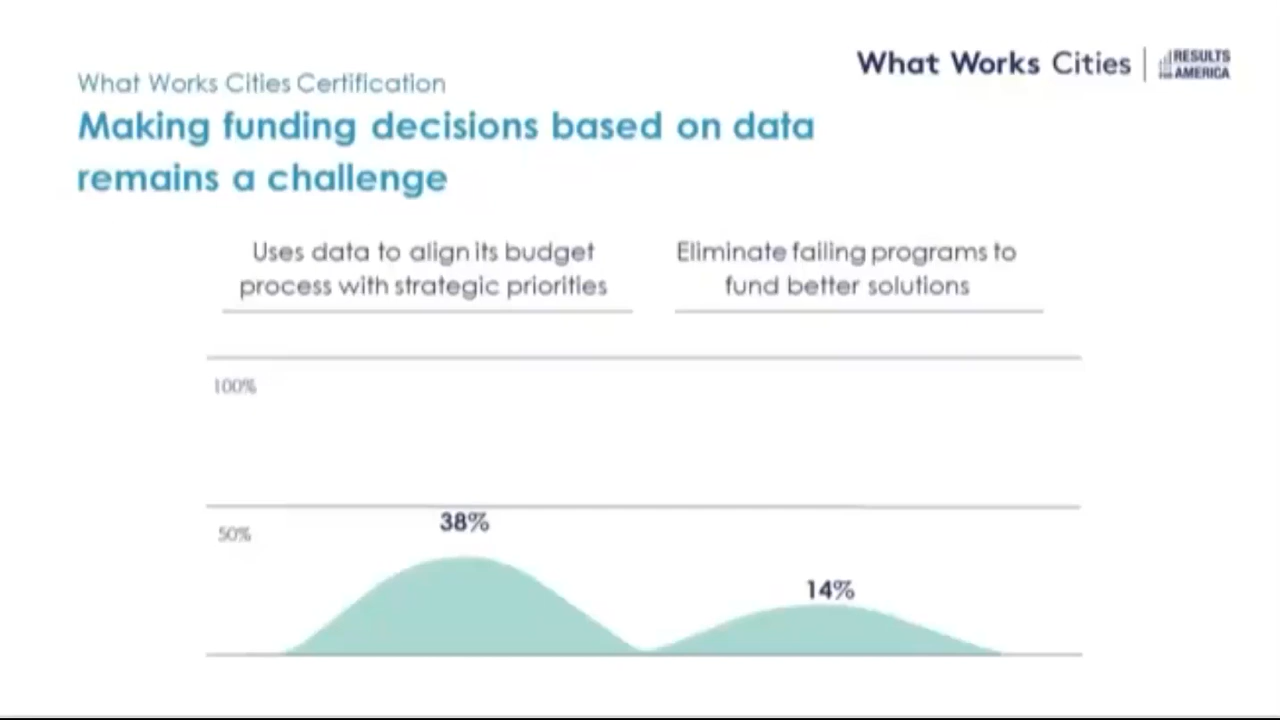 What Works Cities | RESULTS
AMERICA
What Works Cities Certification
Making funding decisions based on data
remains a challenge
Uses data to align its budget
process with strategic priorities
Eliminate failing programs to
fund better solutions
100%
50%
38%
14%